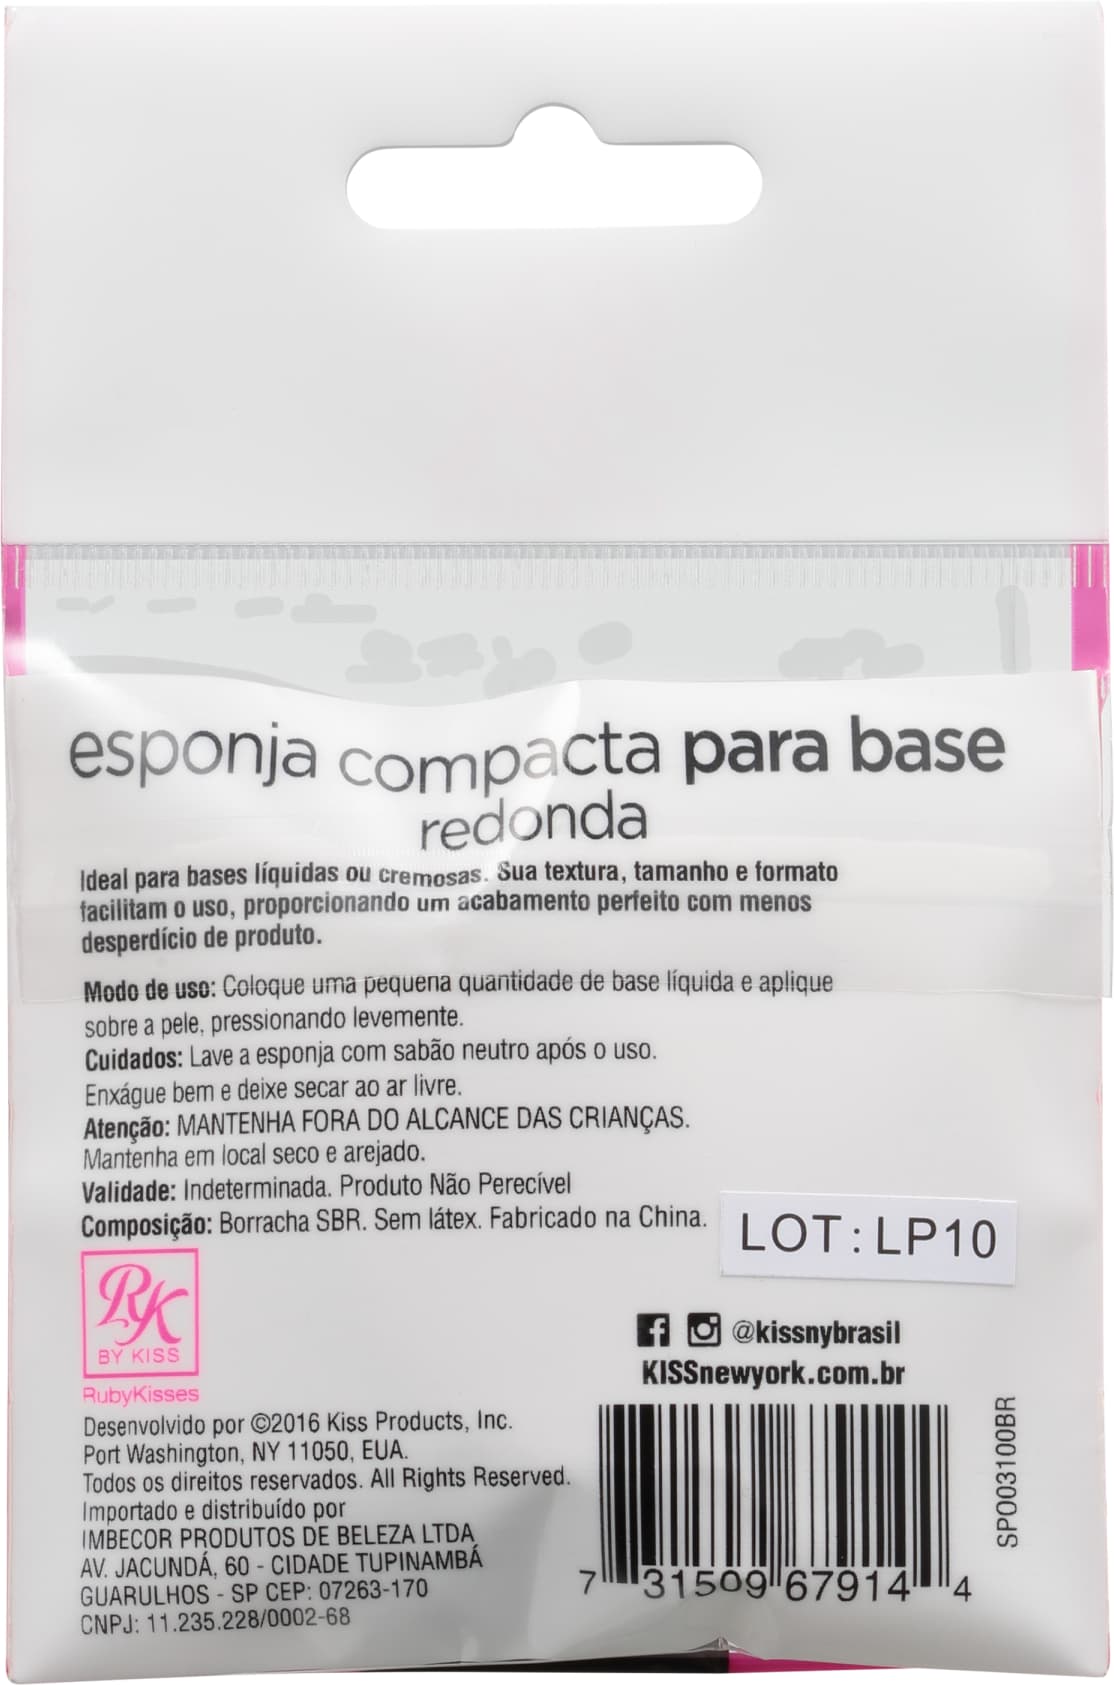 esponja compacta para base
redonda
Ideal para bases líquidas ou cremosas. Sua textura, tamanho e formato
facilitam o uso, proporcionando um acabamento perfeito com menos
desperdício de produto.
Modo de uso: Coloque uma pequena quantidade de base líquida e aplique
sobre a pele, pressionando levemente.
Cuidados: Lave a esponja com sabão neutro após o uso.
Enxágue bem e deixe secar ao ar livre.
Atenção: MANTENHA FORA DO ALCANCE DAS CRIANÇAS.
Mantenha em local seco e arejado.
Validade: Indeterminada. Produto Não Perecível
Composição: Borracha SBR. Sem látex. Fabricado na China.
LOT: LP10
RK
BY KISS
RubyKisses
@kissnybrasil
KISSnewyork.com.br
Desenvolvido por ©2016 Kiss Products, Inc.
Port Washington, NY 11050, EUA.
Todos os direitos reservados. All Rights Reserved.
Importado e distribuído por
IMBECOR PRODUTOS DE BELEZA LTDA
AV. JACUNDÁ, 60 - CIDADE TUPINAMBÁ
GUARULHOS - SP CEP: 07263-170
CNPJ: 11.235.228/0002-68
7 31509 67914 4
SPO03100BR